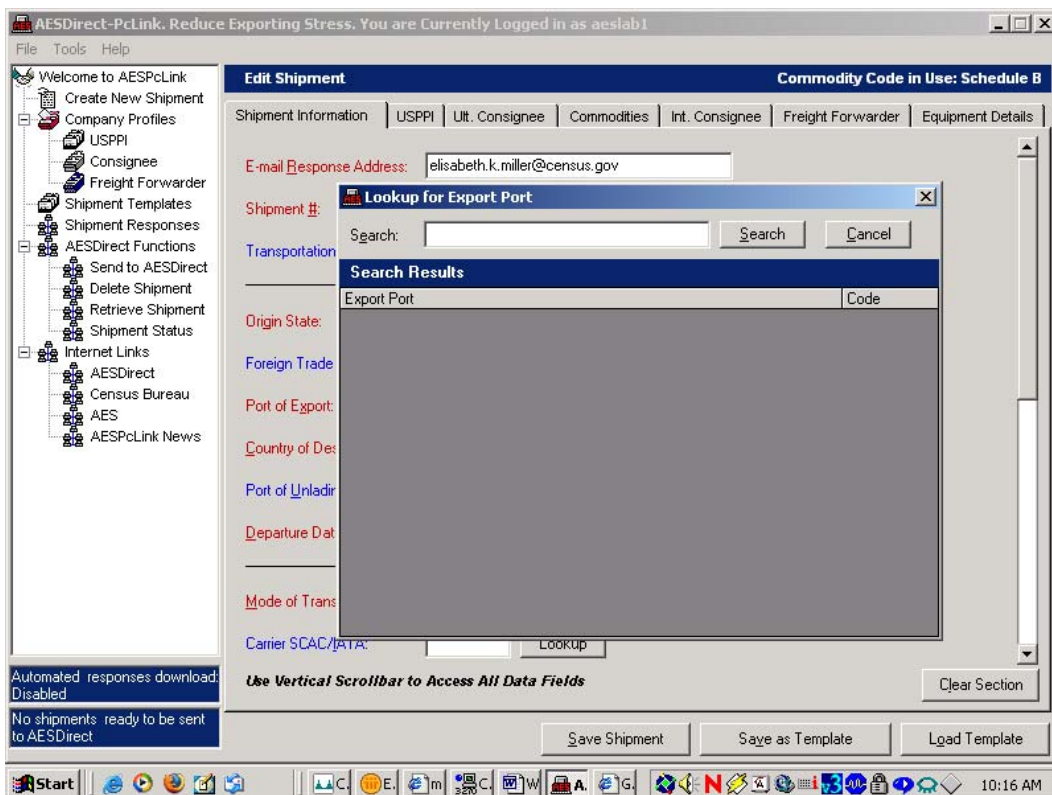 AESDirect-PcLink. Reduce Exporting Stress. You are Currently Logged in as aeslab1
File Tools Help
Welcome to AESPcLink
Create New Shipment
Company Profiles
USPPI
Consignee
Freight Forwarder
Shipment Templates
Shipment Responses
AESDirect Functions
Send to AESDirect
Delete Shipment
Retrieve Shipment
Shipment Status
Internet Links
AESDirect
Census Bureau
AES
AESPcLink News
Automated responses download: Disabled
No shipments ready to be sent to AESDirect
Edit Shipment
Commodity Code in Use: Schedule B
Shipment Information USPPI Ult. Consignee Commodities Int. Consignee Freight Forwarder Equipment Details
E-mail Response Address: elisabeth.k.miller@census.gov
Shipment #:
Transportation
Origin State:
Foreign Trade
Port of Export:
Country of Des
Port of Unladin
Departure Dat
Mode of Trans
Carrier SCAC/IATA: Lookup
Lookup for Export Port
Search: Search Cancel
Search Results
Export Port Code
Use Vertical Scrollbar to Access All Data Fields
Clear Section
Save Shipment Save as Template Load Template
Start C. E. m C. W A. G. N 10:16 AM